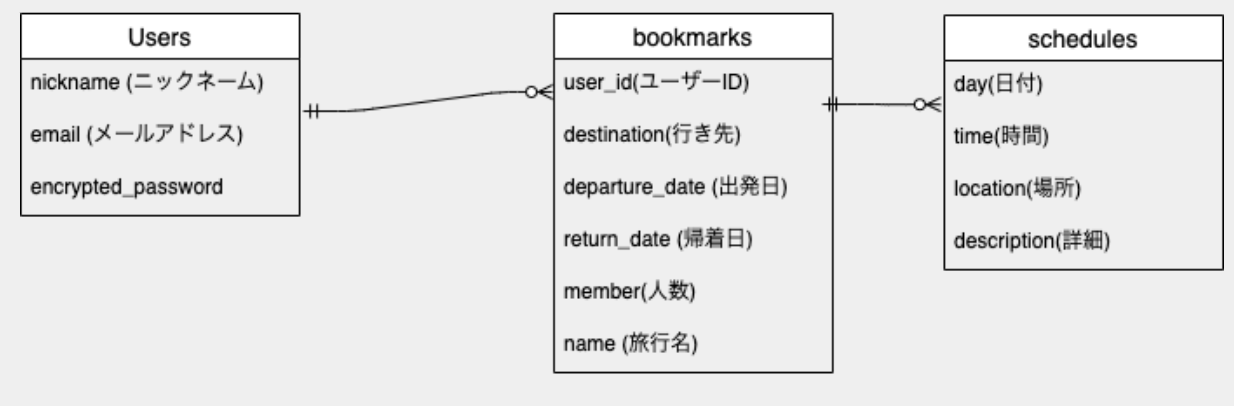 Users
nickname (ニックネーム)
email (メールアドレス)
encrypted_password
bookmarks
user_id(ユーザーID)
destination(行き先)
departure_date (出発日)
return_date (帰着日)
member(人数)
name (旅行名)
schedules
day(日付)
time(時間)
location(場所)
description(詳細)